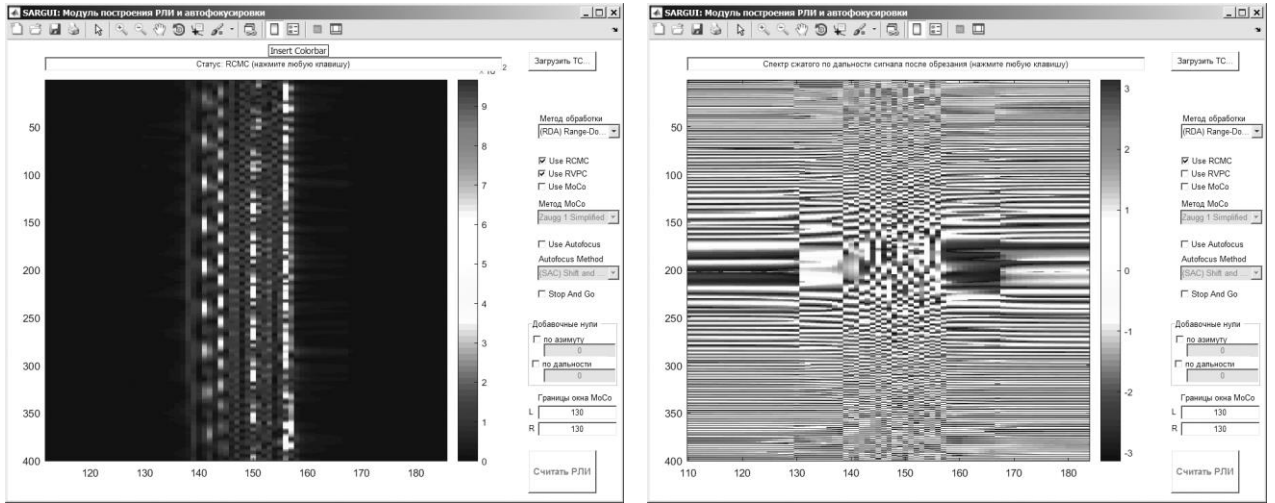 SARGUI: Модуль построения РЛИ и автофокусировки
Insert Colorbar
Статус: RCMC (нажмите любую клавишу)
Загрузить ТС...
Метод обработки
(RDA) Range-Do...
Use RCMC
Use RVPC
Use MoCo
Метод MoCo
Zaugg 1 Simplified
Use Autofocus
Autofocus Method
(SAC) Shift and
Stop And Go
Добавочные нули
по азимуту
0
по дальности
0
Границы окна MoCo
L 130
R 130
Считать РЛИ
50
100
150
200
250
300
350
400
120 130 140 150 160 170 180
9
8
7
6
5
4
3
2
1
0
SARGUI: Модуль построения РЛИ и автофокусировки
Спектр сжатого по дальности сигнала после обрезания (нажмите любую клавишу)
Загрузить ТС...
Метод обработки
(RDA) Range-Do...
Use RCMC
Use RVPC
Use MoCo
Метод MoCo
Zaugg 1 Simplified
Use Autofocus
Autofocus Method
(SAC) Shift and
Stop And Go
Добавочные нули
по азимуту
0
по дальности
0
Границы окна MoCo
L 130
R 130
Считать РЛИ
50
100
150
200
250
300
350
400
110 120 130 140 150 160 170 180
3
2
1
0
-1
-2
-3